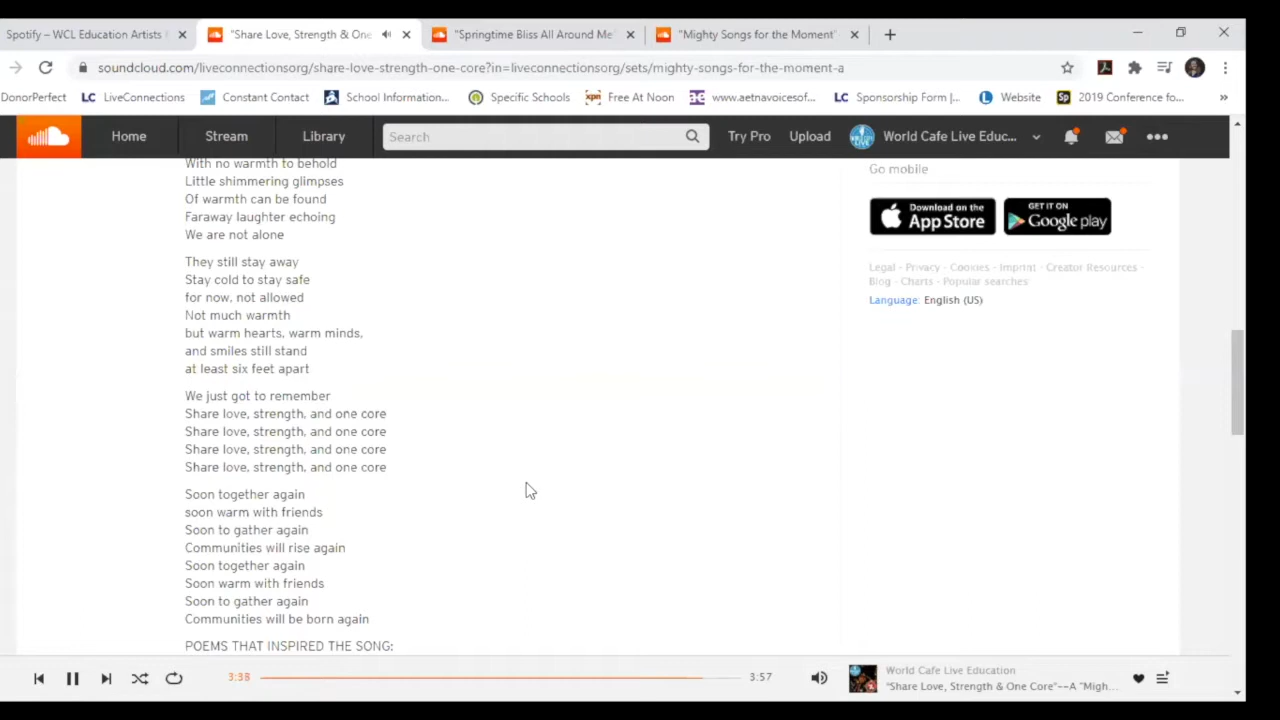 Spotify – WCL Education Artists
"Share Love, Strength & One
"Springtime Bliss All Around Me"
"Mighty Songs for the Moment"
soundcloud.com/liveconnectionsorg/share-love-strength-one-core?in=liveconnectionsorg/sets/mighty-songs-for-the-moment-a
DonorPerfect LC LiveConnections Constant Contact School Information... Specific Schools xpn Free At Noon www.aetnavoicesof... LC Sponsorship Form |... Website Sp 2019 Conference fo... »
Home Stream Library Search Try Pro Upload World Cafe Live Educ...
With no warmth to behold
Little shimmering glimpses
Of warmth can be found
Faraway laughter echoing
We are not alone
They still stay away
Stay cold to stay safe
for now, not allowed
Not much warmth
but warm hearts, warm minds,
and smiles still stand
at least six feet apart
We just got to remember
Share love, strength, and one core
Share love, strength, and one core
Share love, strength, and one core
Share love, strength, and one core
Soon together again
soon warm with friends
Soon to gather again
Communities will rise again
Soon together again
Soon warm with friends
Soon to gather again
Communities will be born again
POEMS THAT INSPIRED THE SONG:
Go mobile
Download on the App Store
GET IT ON Google play
Legal - Privacy - Cookies - Imprint - Creator Resources -
Blog - Charts - Popular searches
Language: English (US)
3:38
3:57
World Cafe Live Education
"Share Love, Strength & One Core"--A "Migh...